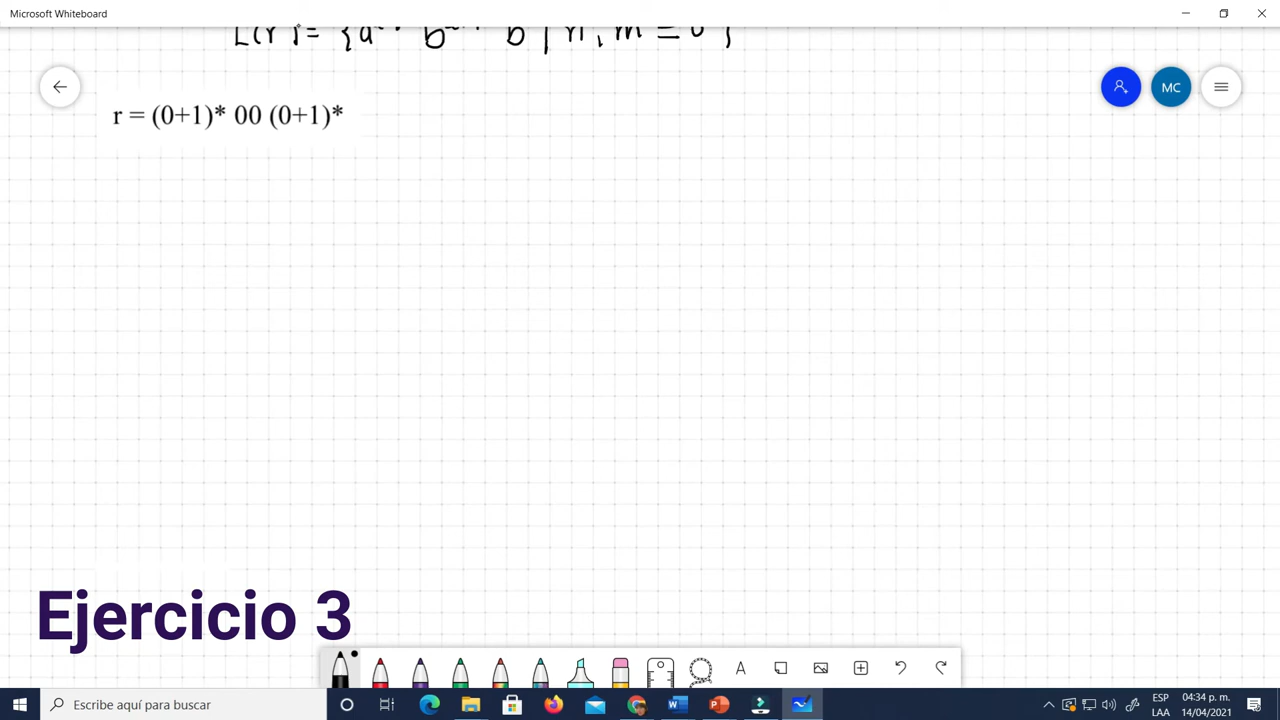 Microsoft Whiteboard
L(r)= {a b b | n, m ≥ 0 }
MC
r = (0+1)* 00 (0+1)*
Ejercicio 3
A
Escribe aquí para buscar
ESP
LAA
04:34 p. m.
14/04/2021